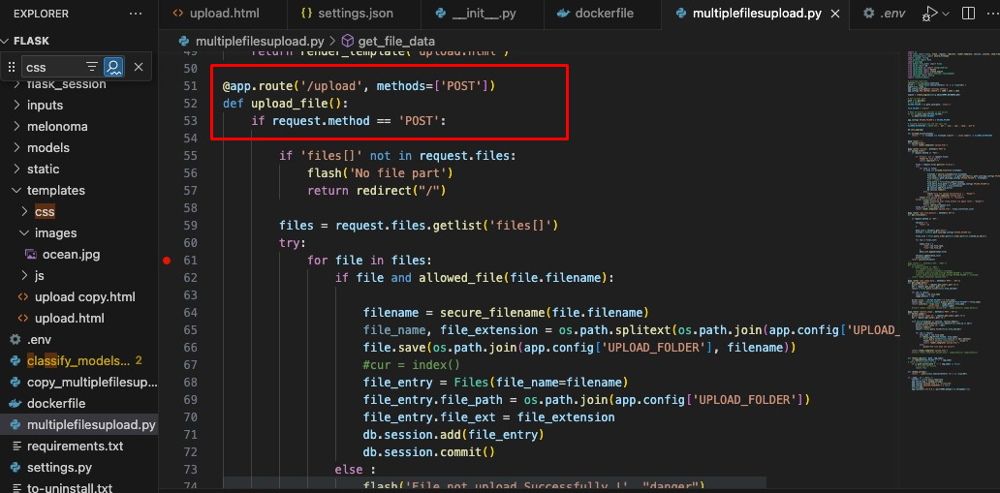 EXPLORER
FLASK
css
flask_session
inputs
melonoma
models
static
templates
css
images
ocean.jpg
js
upload copy.html
upload.html
.env
classify_models... 2
copy_multiplefilesup...
dockerfile
multiplefilesupload.py
requirements.txt
settings.py
to-uninstall.txt
upload.html
settings.json
__init__.py
dockerfile
multiplefilesupload.py
.env
multiplefilesupload.py > get_file_data
49 return render_template('upload.html')
50
51 @app.route('/upload', methods=['POST'])
52 def upload_file():
53 if request.method == 'POST':
54
55 if 'files[]' not in request.files:
56 flash('No file part')
57 return redirect("/")
58
59 files = request.files.getlist('files[]')
60 try:
61 for file in files:
62 if file and allowed_file(file.filename):
63
64 filename = secure_filename(file.filename)
65 file_name, file_extension = os.path.splitext(os.path.join(app.config['UPLOAD_
66 file.save(os.path.join(app.config['UPLOAD_FOLDER'], filename))
67 #cur = index()
68 file_entry = Files(file_name=filename)
69 file_entry.file_path = os.path.join(app.config['UPLOAD_FOLDER'])
70 file_entry.file_ext = file_extension
71 db.session.add(file_entry)
72 db.session.commit()
73 else :
74 flash('File not upload Successfully !', "danger")